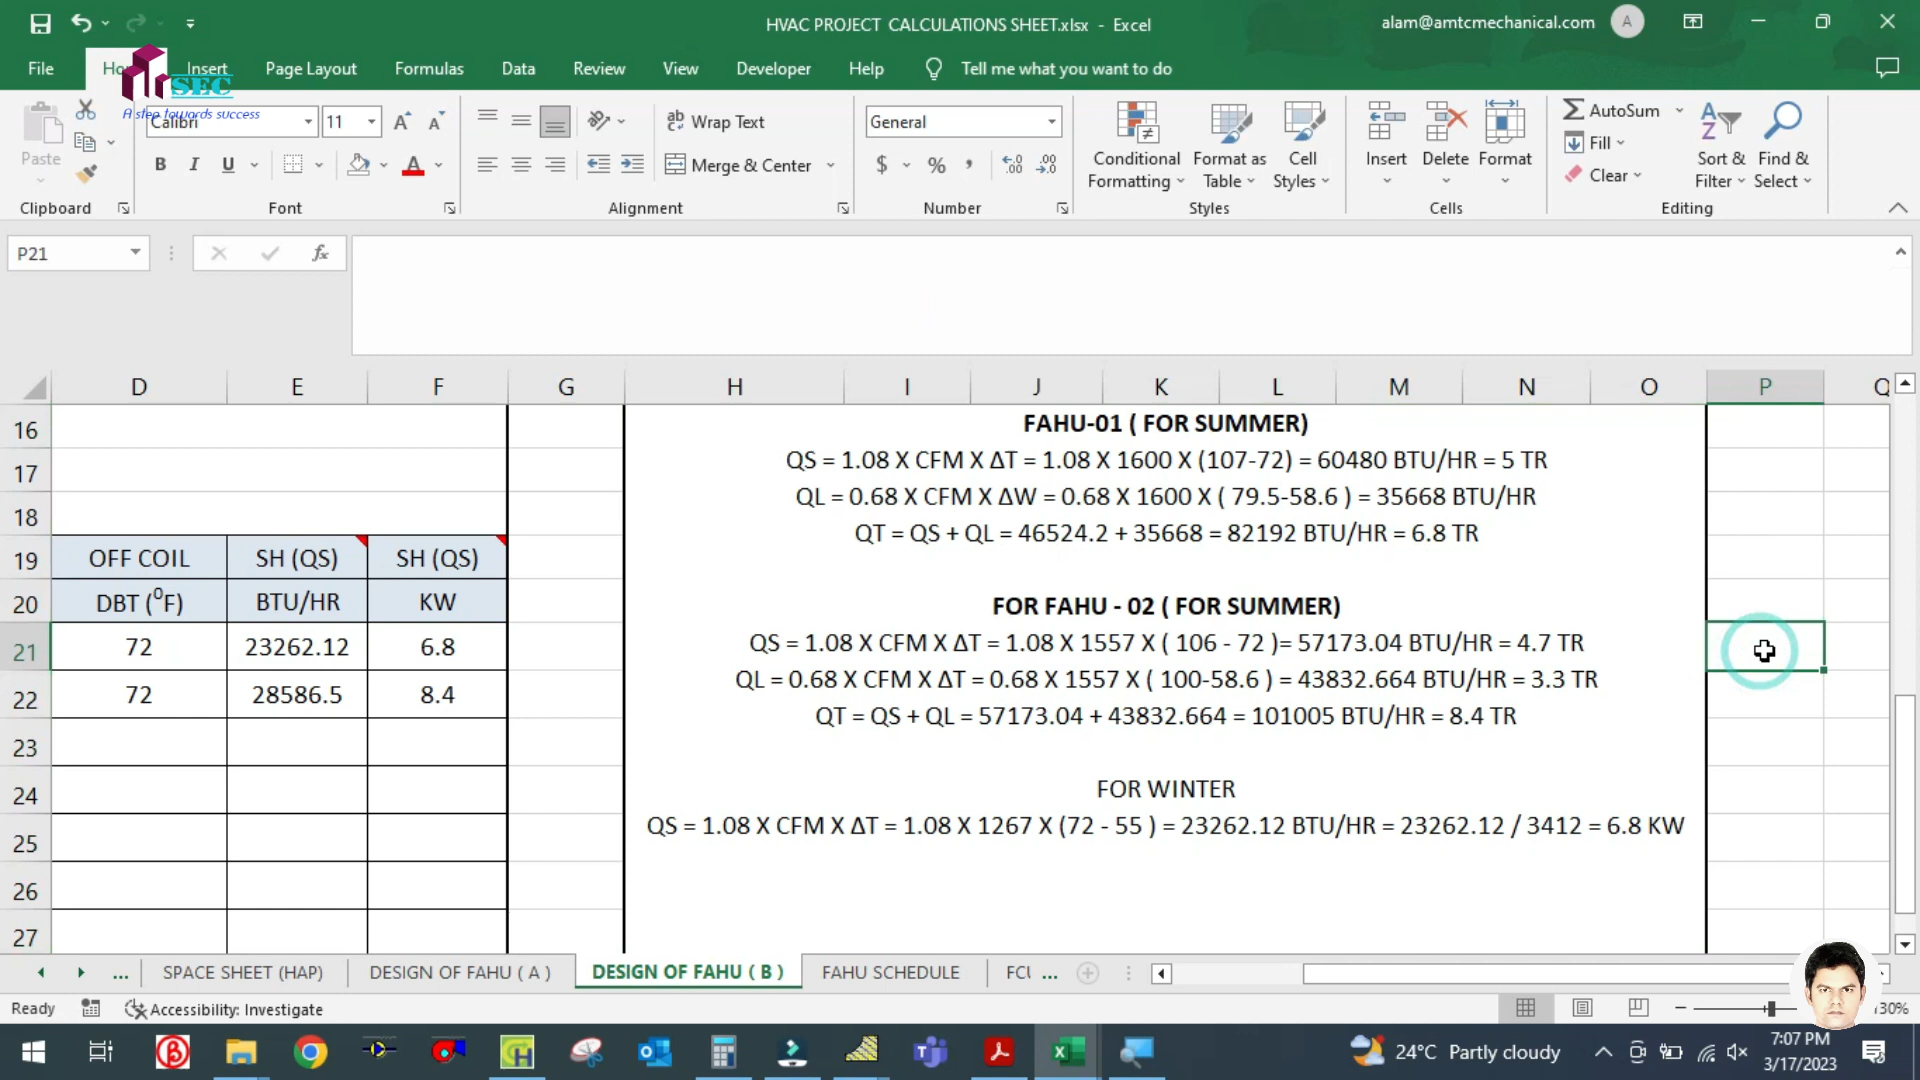 HVAC PROJECT CALCULATIONS SHEET.xlsx - Excel
alam@amtcmechanical.com
A
File
Insert
Page Layout
Formulas
Data
Review
View
Developer
Help
Tell me what you want to do
SEC
A step towards success
Paste
Calibri
11
B I U
Wrap Text
Merge & Center
General
$ % ,
Conditional
Formatting
Format as
Table
Cell
Styles
Insert
Delete
Format
AutoSum
Fill
Clear
Sort &
Filter
Find &
Select
Clipboard
Font
Alignment
Number
Styles
Cells
Editing
P21
fx
D E F G H I J K L M N O P Q
16
17
18
19
20
21
22
23
24
25
26
27
OFF COIL SH (QS) SH (QS)
DBT (⁰F) BTU/HR KW
72 23262.12 6.8
72 28586.5 8.4
FAHU-01 ( FOR SUMMER)
QS = 1.08 X CFM X ΔT = 1.08 X 1600 X (107-72) = 60480 BTU/HR = 5 TR
QL = 0.68 X CFM X ΔW = 0.68 X 1600 X ( 79.5-58.6 ) = 35668 BTU/HR
QT = QS + QL = 46524.2 + 35668 = 82192 BTU/HR = 6.8 TR
FOR FAHU - 02 ( FOR SUMMER)
QS = 1.08 X CFM X ΔT = 1.08 X 1557 X ( 106 - 72 )= 57173.04 BTU/HR = 4.7 TR
QL = 0.68 X CFM X ΔT = 0.68 X 1557 X ( 100-58.6 ) = 43832.664 BTU/HR = 3.3 TR
QT = QS + QL = 57173.04 + 43832.664 = 101005 BTU/HR = 8.4 TR
FOR WINTER
QS = 1.08 X CFM X ΔT = 1.08 X 1267 X (72 - 55 ) = 23262.12 BTU/HR = 23262.12 / 3412 = 6.8 KW
... SPACE SHEET (HAP) DESIGN OF FAHU ( A ) DESIGN OF FAHU ( B ) FAHU SCHEDULE FCU ...
Ready
Accessibility: Investigate
24°C Partly cloudy
7:07 PM
3/17/2023